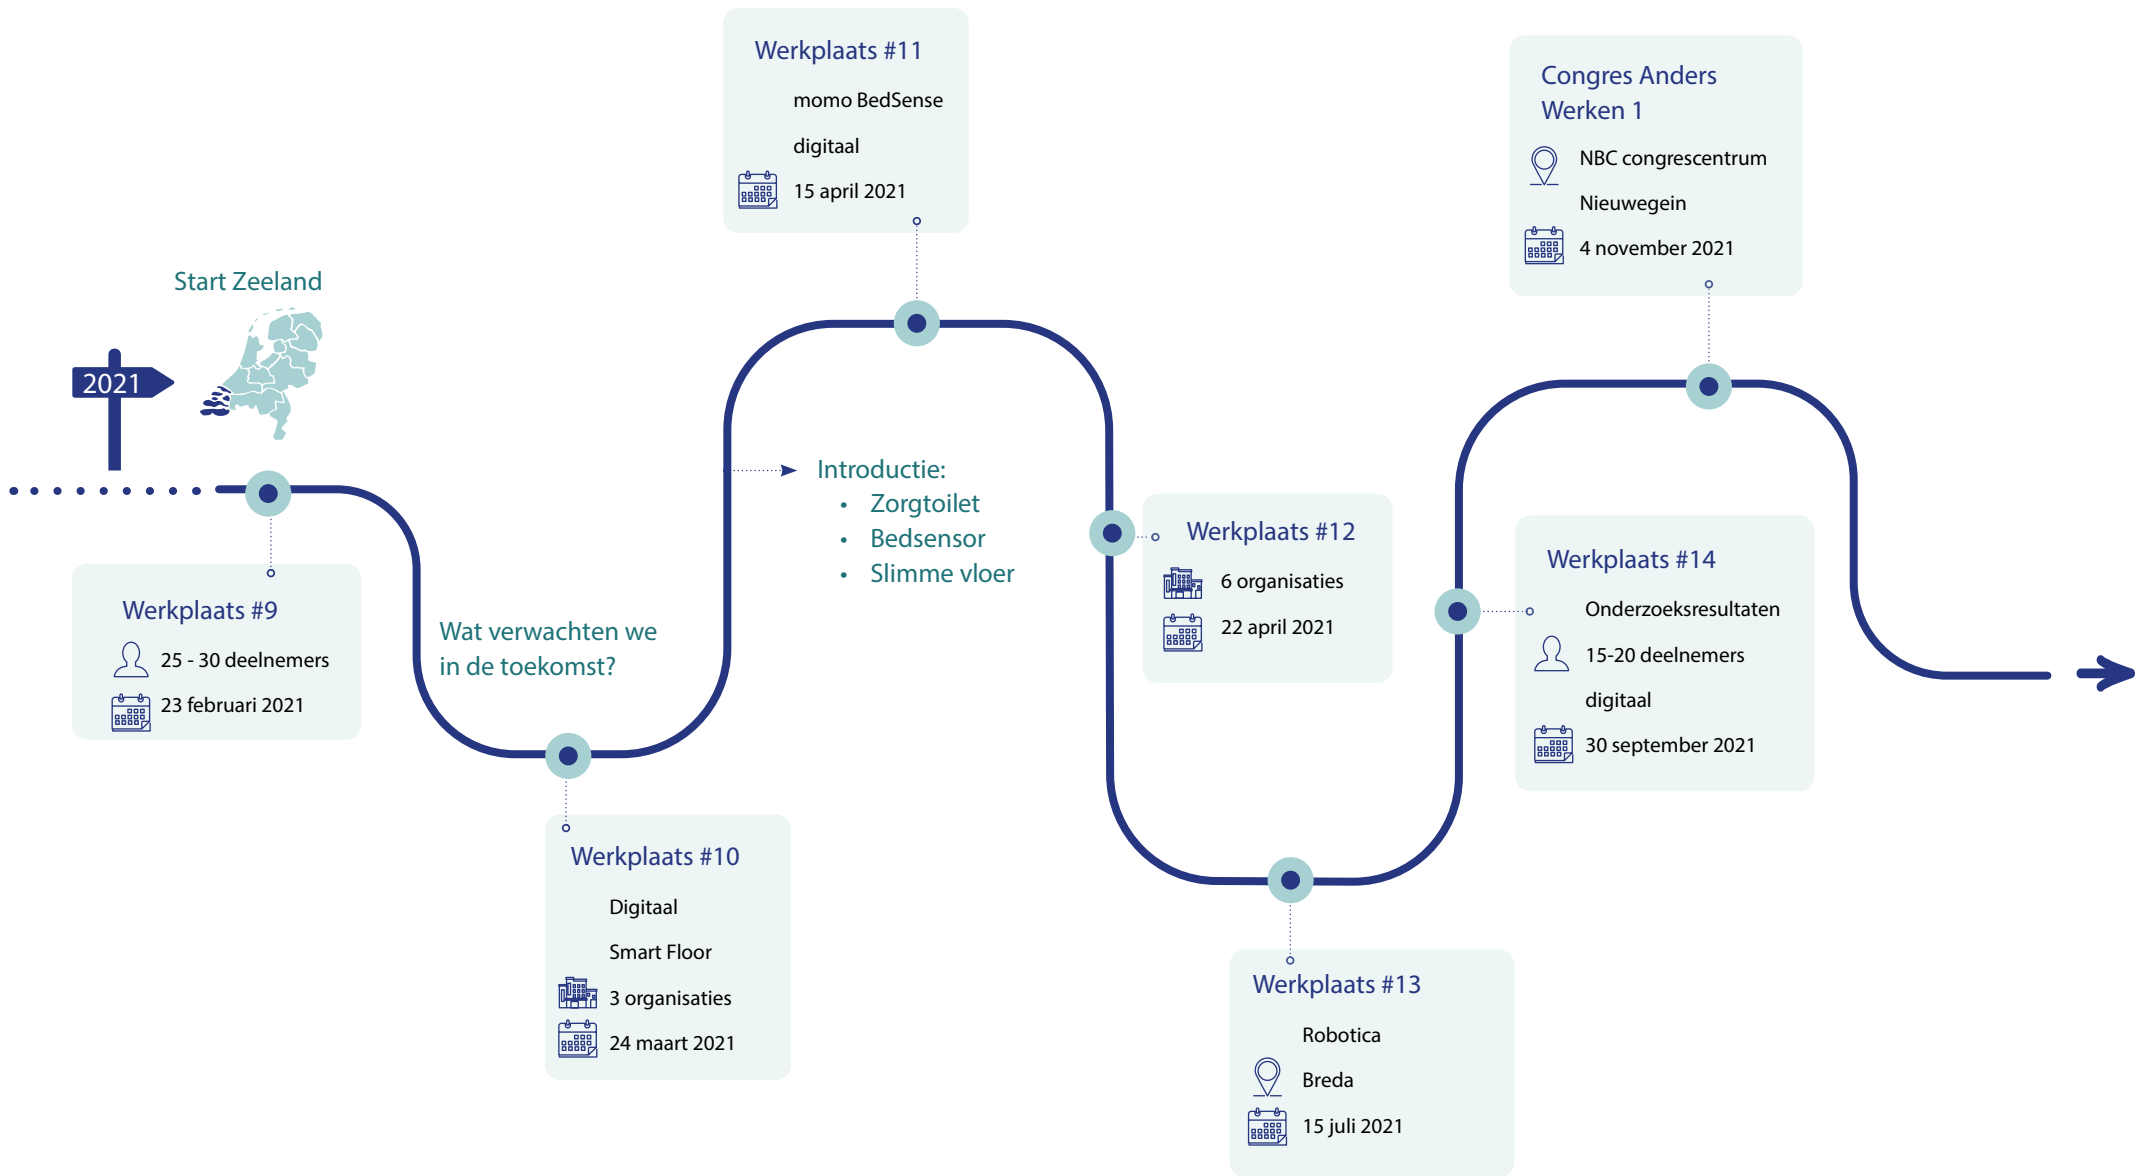 2021
Start Zeeland
Werkplaats #9
25 - 30 deelnemers
23 februari 2021
Wat verwachten we
in de toekomst?
Werkplaats #10
Digitaal
Smart Floor
3 organisaties
24 maart 2021
Introductie:
• Zorgtoilet
• Bedsensor
• Slimme vloer
Werkplaats #11
momo BedSense
digitaal
15 april 2021
Werkplaats #12
6 organisaties
22 april 2021
Werkplaats #13
Robotica
Breda
15 juli 2021
Werkplaats #14
Onderzoeksresultaten
15-20 deelnemers
digitaal
30 september 2021
Congres Anders
Werken 1
NBC congrescentrum
Nieuwegein
4 november 2021